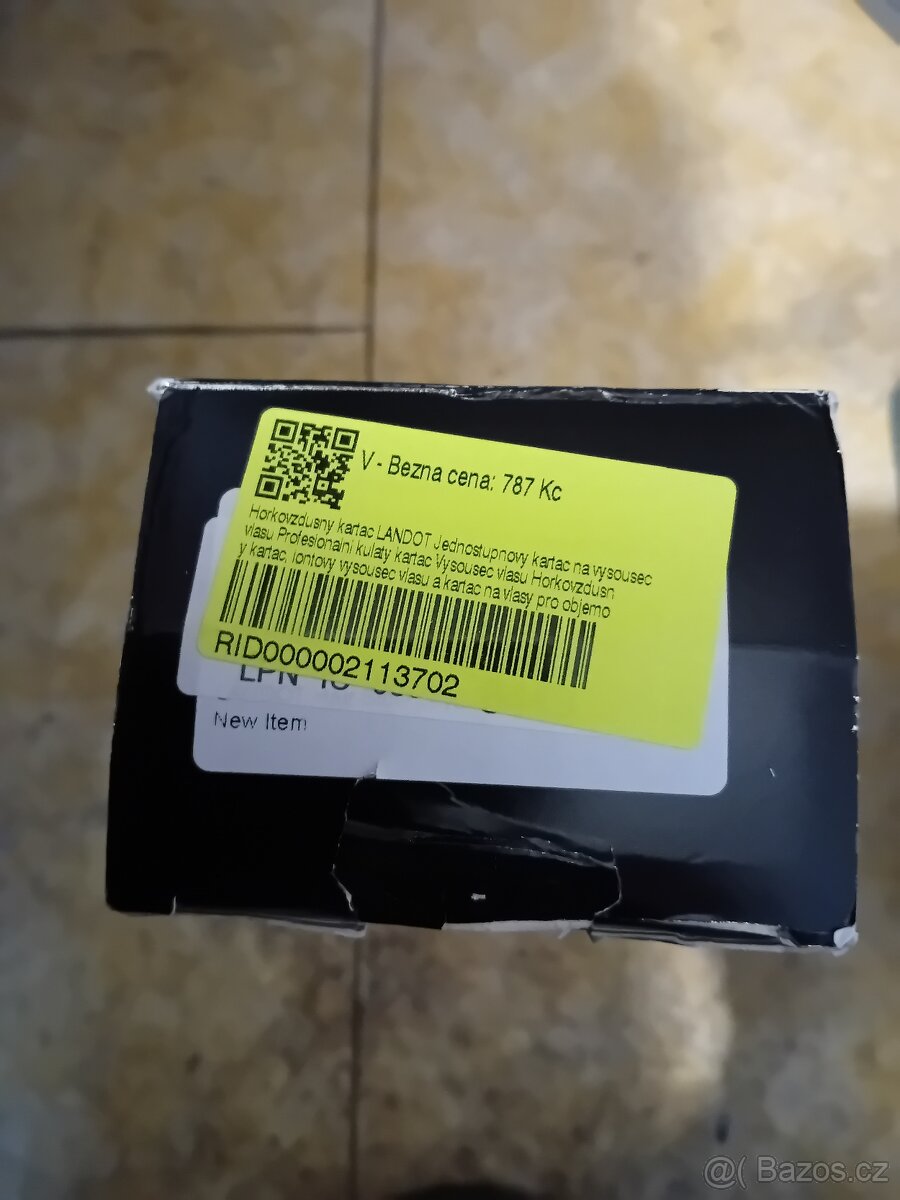 V - Bezna cena: 787 Kc
Horkovzdusny kartac LANDOT Jednostupnovy kartac na vysousec
vlasu Profesionalni kulaty kartac Vysousec vlasu Horkovzdusn
y kartac, iontovy vysousec vlasu a kartac na vlasy pro objemo
RID000002113702
LPN
New Item
@( Bazos.cz